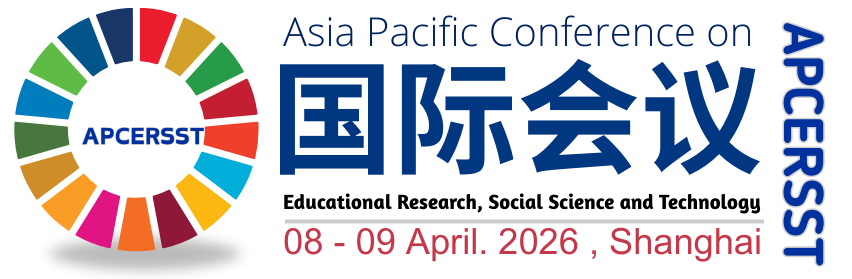 APCERSST
Asia Pacific Conference on
国际会议
Educational Research, Social Science and Technology
08 - 09 April. 2026 , Shanghai
APCERSST